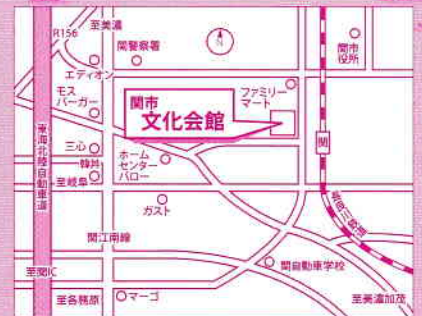 至美濃
R156
関警察署
N
関市
役所
エディオン
モス
バーガー
ファミリー
マート
関市
文化会館
東海北陸自動車道
三心
韓丼
至岐阜
ホーム
センター
バロー
関
長良川鉄道
ガスト
関江南線
至関IC
関自動車学校
至各務原
マーゴ
至美濃加茂